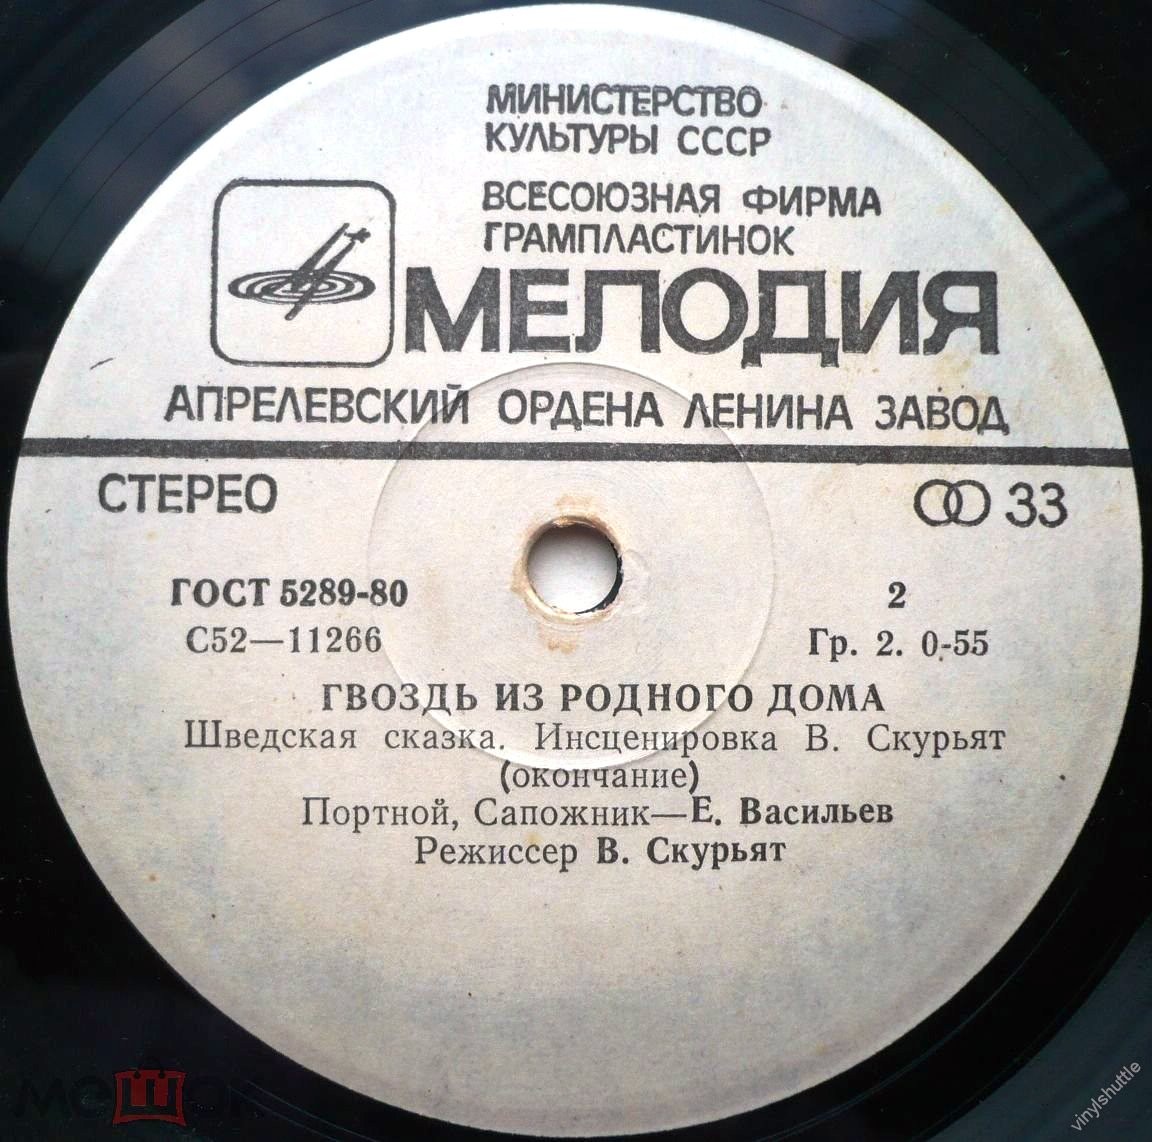 МИНИСТЕРСТВО
КУЛЬТУРЫ СССР
ВСЕСОЮЗНАЯ ФИРМА
ГРАМПЛАСТИНОК
МЕЛОДИЯ
АПРЕЛЕВСКИЙ ОРДЕНА ЛЕНИНА ЗАВОД
СТЕРЕО 33
ГОСТ 5289-80 2
С52—11266 Гр. 2. 0-55
ГВОЗДЬ ИЗ РОДНОГО ДОМА
Шведская сказка. Инсценировка В. Скурьят
(окончание)
Портной, Сапожник—Е. Васильев
Режиссер В. Скурьят
мешок
vinylshuttle